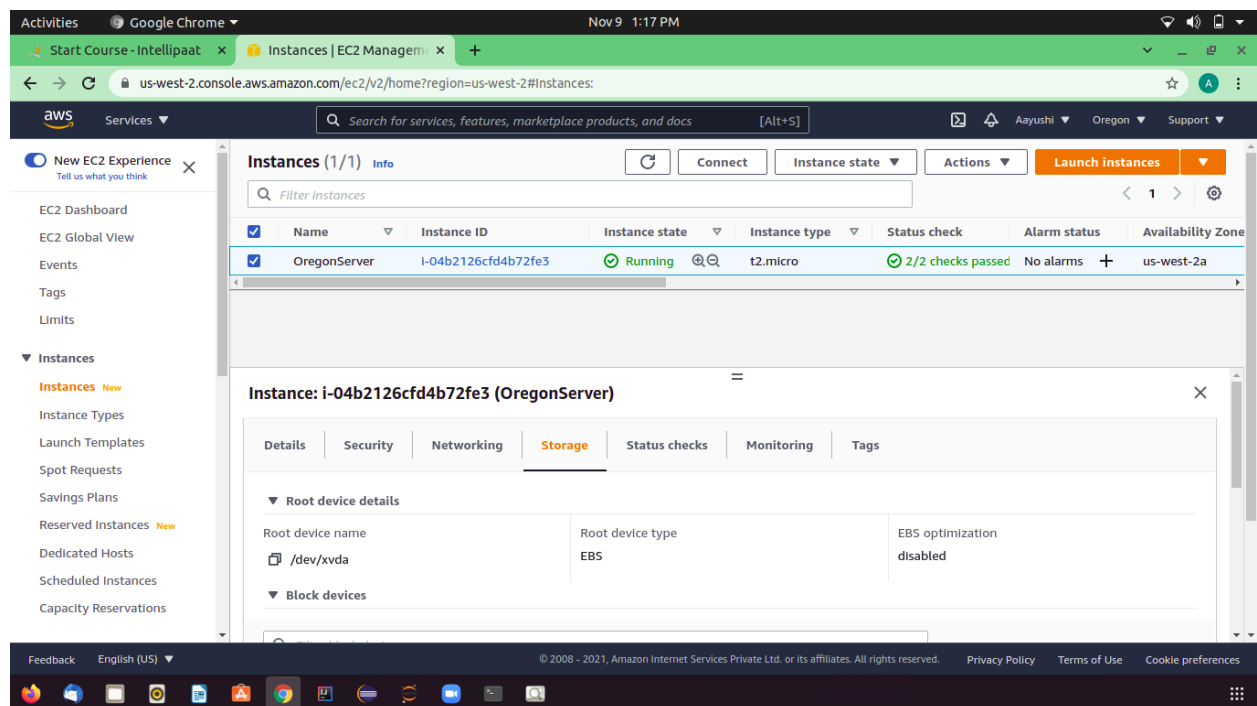 Activities Google Chrome Nov 9 1:17 PM
Start Course - Intellipaat Instances | EC2 Managem
us-west-2.console.aws.amazon.com/ec2/v2/home?region=us-west-2#Instances: A
aws Services Search for services, features, marketplace products, and docs [Alt+S] Aayushi Oregon Support
New EC2 Experience
Tell us what you think
EC2 Dashboard
EC2 Global View
Events
Tags
Limits
Instances
Instances New
Instance Types
Launch Templates
Spot Requests
Savings Plans
Reserved Instances New
Dedicated Hosts
Scheduled Instances
Capacity Reservations
Instances (1/1) Info Connect Instance state Actions Launch instances
Filter instances 1
Name Instance ID Instance state Instance type Status check Alarm status Availability Zone
OregonServer i-04b2126cfd4b72fe3 Running t2.micro 2/2 checks passed No alarms + us-west-2a
Instance: i-04b2126cfd4b72fe3 (OregonServer)
Details Security Networking Storage Status checks Monitoring Tags
Root device details
Root device name Root device type EBS optimization
/dev/xvda EBS disabled
Block devices
Feedback English (US) © 2008 - 2021, Amazon Internet Services Private Ltd. or its affiliates. All rights reserved. Privacy Policy Terms of Use Cookie preferences